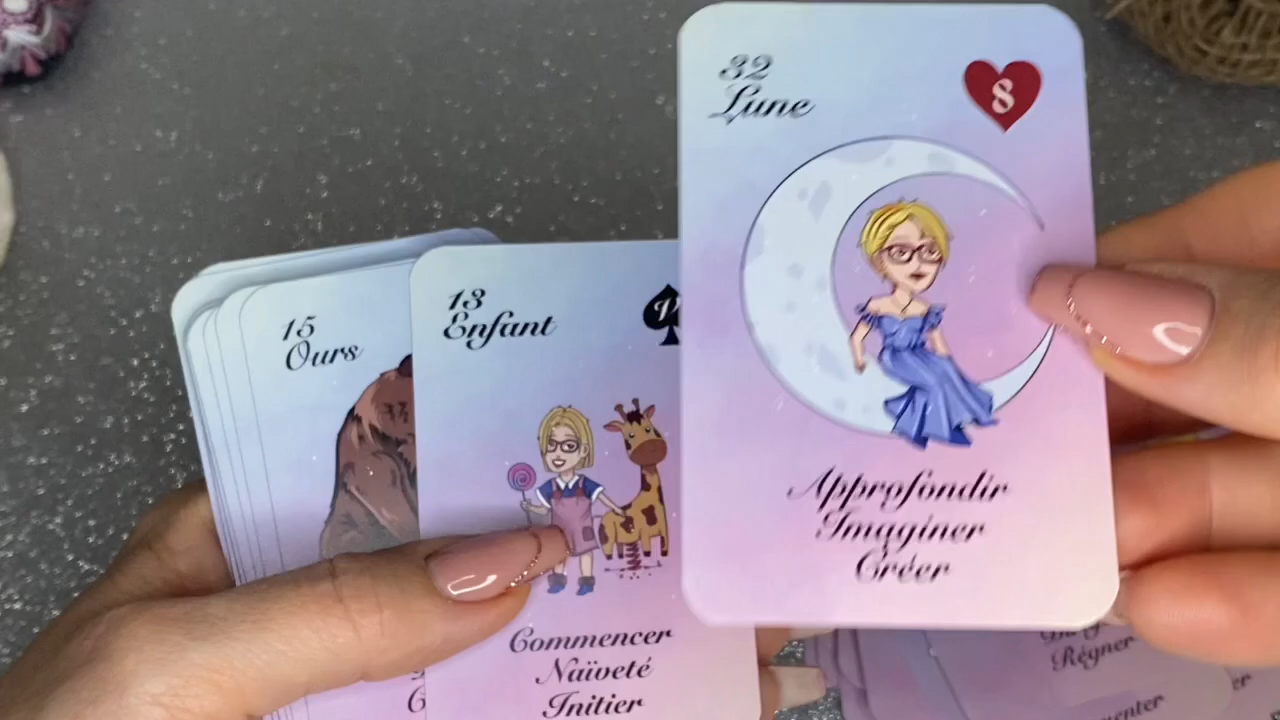 32
Lune
8
Approfondir
Imaginer
Créer
13
Enfant
Commencer
Naïveté
Initier
15
Ours
Régner